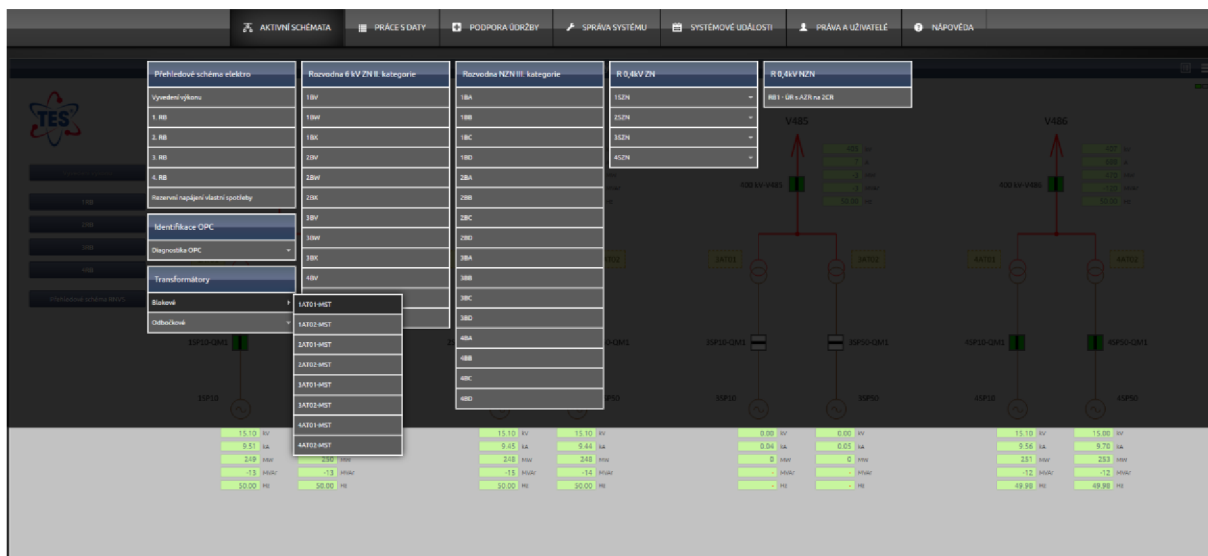 AKTIVNÍ SCHÉMATA
PRÁCE S DATY
PODPORA ÚDRŽBY
SPRÁVA SYSTÉMU
SYSTÉMOVÉ UDÁLOSTI
PRÁVA A UŽIVATELÉ
NÁPOVĚDA
TES
Přehledové schéma elektro
Vyvedení výkonu
1. RB
2. RB
3. RB
4. RB
Rezervní napájení vlastní spotřeby
Identifikace OPC
Diagnostika OPC
Transformátory
Blokové
Odbočkové
1AT01-MST
1AT02-MST
2AT01-MST
2AT02-MST
3AT01-MST
3AT02-MST
4AT01-MST
4AT02-MST
Rozvodna 6 kV ZN II. kategorie
1BV
1BW
1BX
2BV
2BW
2BX
3BV
3BW
3BX
4BV
Rozvodna NZN III. kategorie
1BA
1BB
1BC
1BD
2BA
2BB
2BC
2BD
3BA
3BB
3BC
3BD
4BA
4BB
4BC
4BD
R 0,4kV ZN
1SZN
2SZN
3SZN
4SZN
R 0,4kV NZN
RB1 - ÚR s AZR na 2CR
V485
V486
400 kV-V485
400 kV-V486
3AT01
3AT02
4AT01
4AT02
3SP10-QM1
3SP50-QM1
4SP10-QM1
4SP50-QM1
3SP10
3SP50
4SP10
4SP50
15.10 kV
15.10 kV 15.10 kV
0.00 kV 0.00 kV
15.10 kV 15.00 kV
9.51 kA
9.45 kA 9.44 kA
0.04 kA 0.05 kA
9.56 kA 9.70 kA
249 MW 250 MW
248 MW 248 MW
0 MW 0 MW
251 MW 253 MW
-13 MVAr -13 MVAr
-15 MVAr -14 MVAr
- MVAr - MVAr
-12 MVAr -12 MVAr
50.00 Hz 50.00 Hz
50.00 Hz 50.00 Hz
- Hz - Hz
49.98 Hz 49.98 Hz